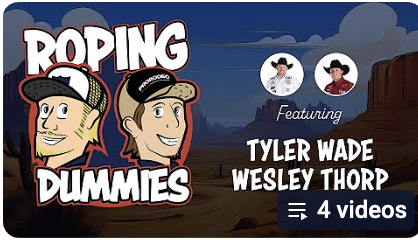 ROPING
DUMMIES
Featuring
TYLER WADE
WESLEY THORP
4 videos